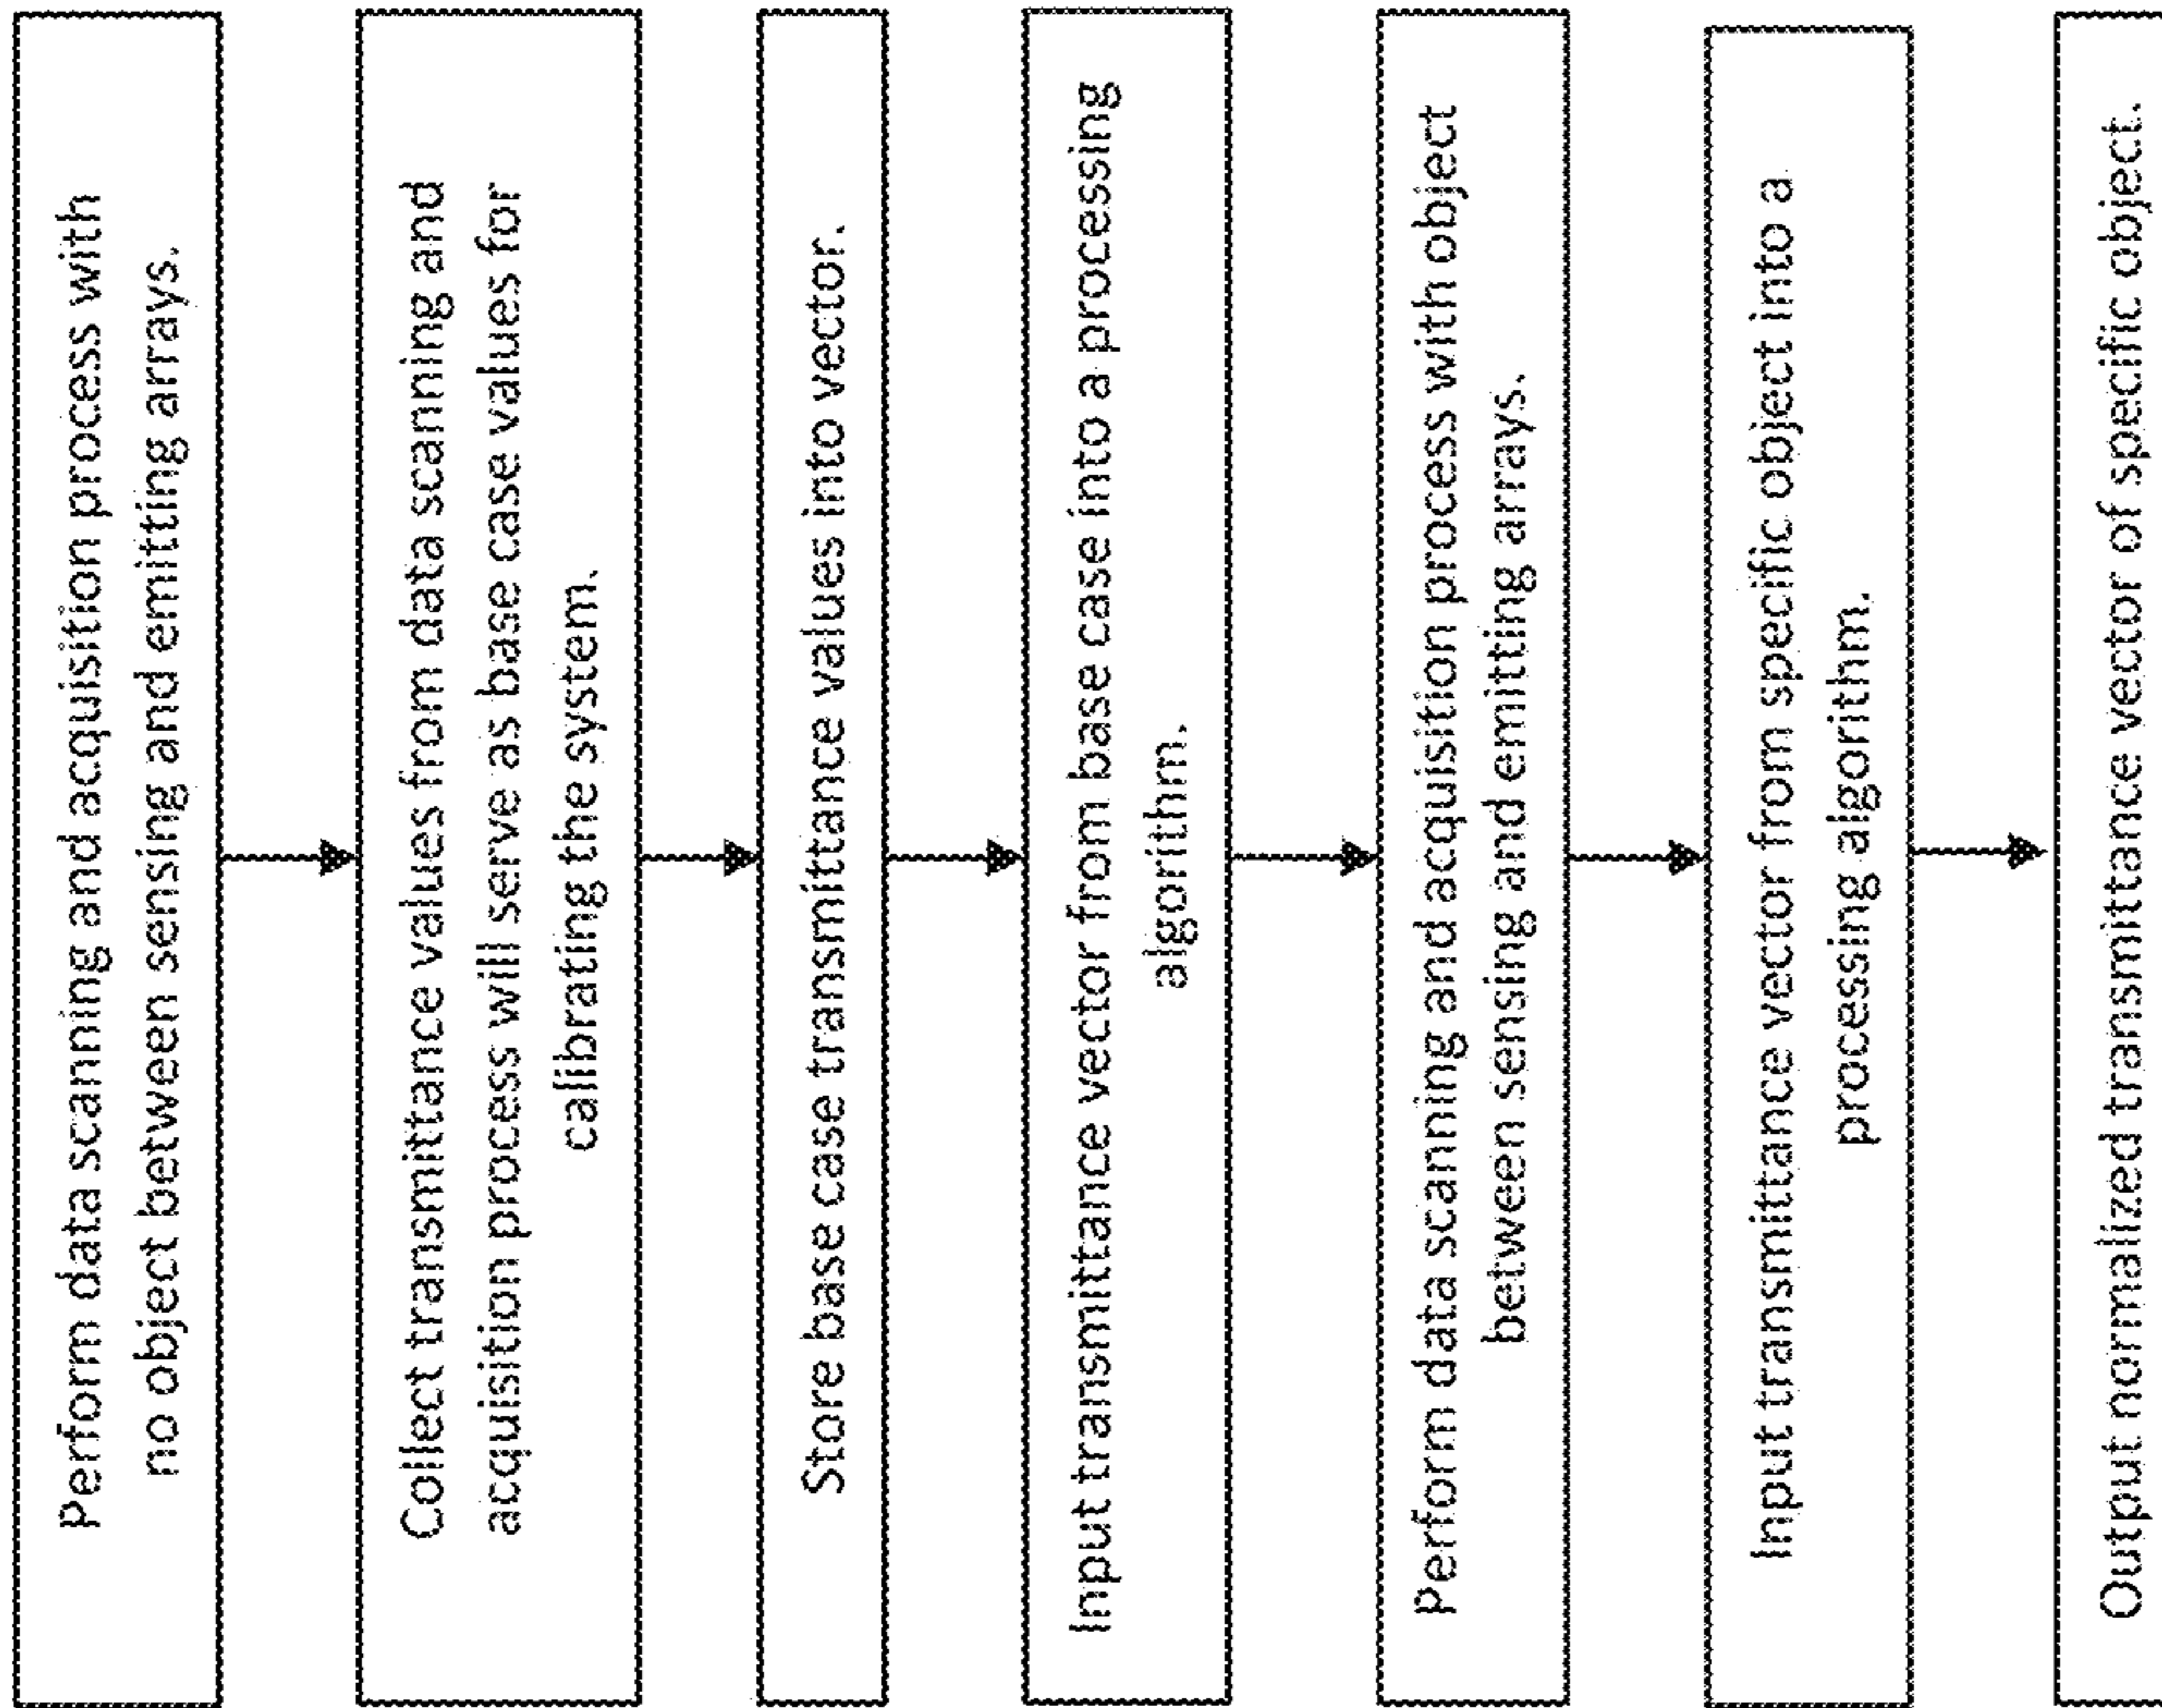 Perform data scanning and acquisition process with
no object between sensing and emitting arrays.
Collect transmittance values from data scanning and
acquisition process will serve as base case values for
calibrating the system.
Store base case transmittance values into vector.
Input transmittance vector from base case into a processing
algorithm.
Perform data scanning and acquisition process with object
between sensing and emitting arrays.
Input transmittance vector from specific object into a
processing algorithm.
Output normalized transmittance vector of specific object.